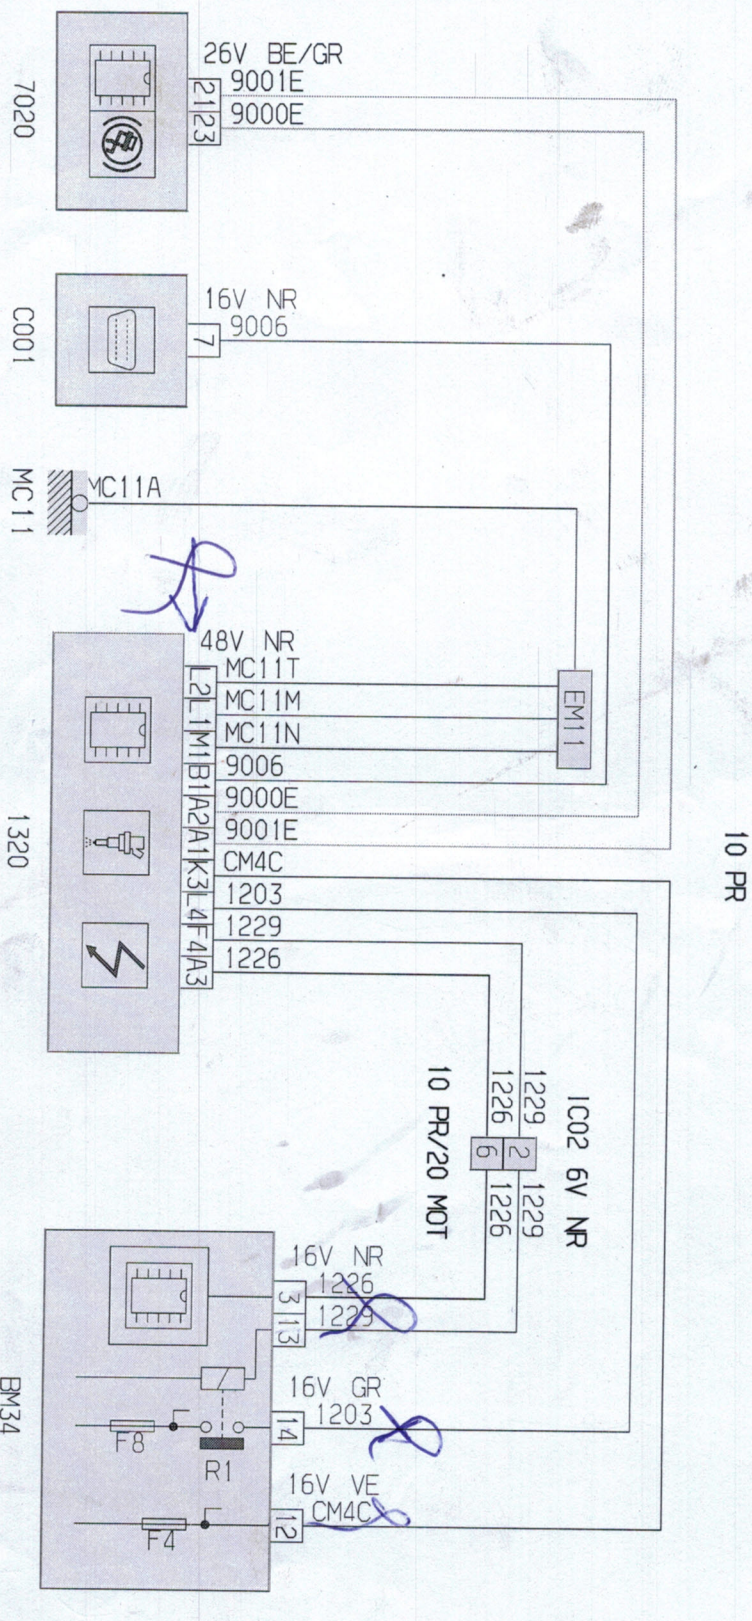 26V BE/GR
9001E
9000E
21
23
7020
16V NR
9006
7
C001
MC11A
MC11
48V NR
MC11T
MC11M
MC11N
9006
9000E
9001E
CM4C
1203
1229
1226
L2
L1
M1
B1
A2
A1
K3
L4
F4
A3
EM11
1320
10 PR
IC02 6V NR
1229
1226
2
6
1229
1226
10 PR/20 MOT
16V NR
1226
1229
3
13
16V GR
1203
14
F8
R1
16V VE
CM4C
12
F4
BM34